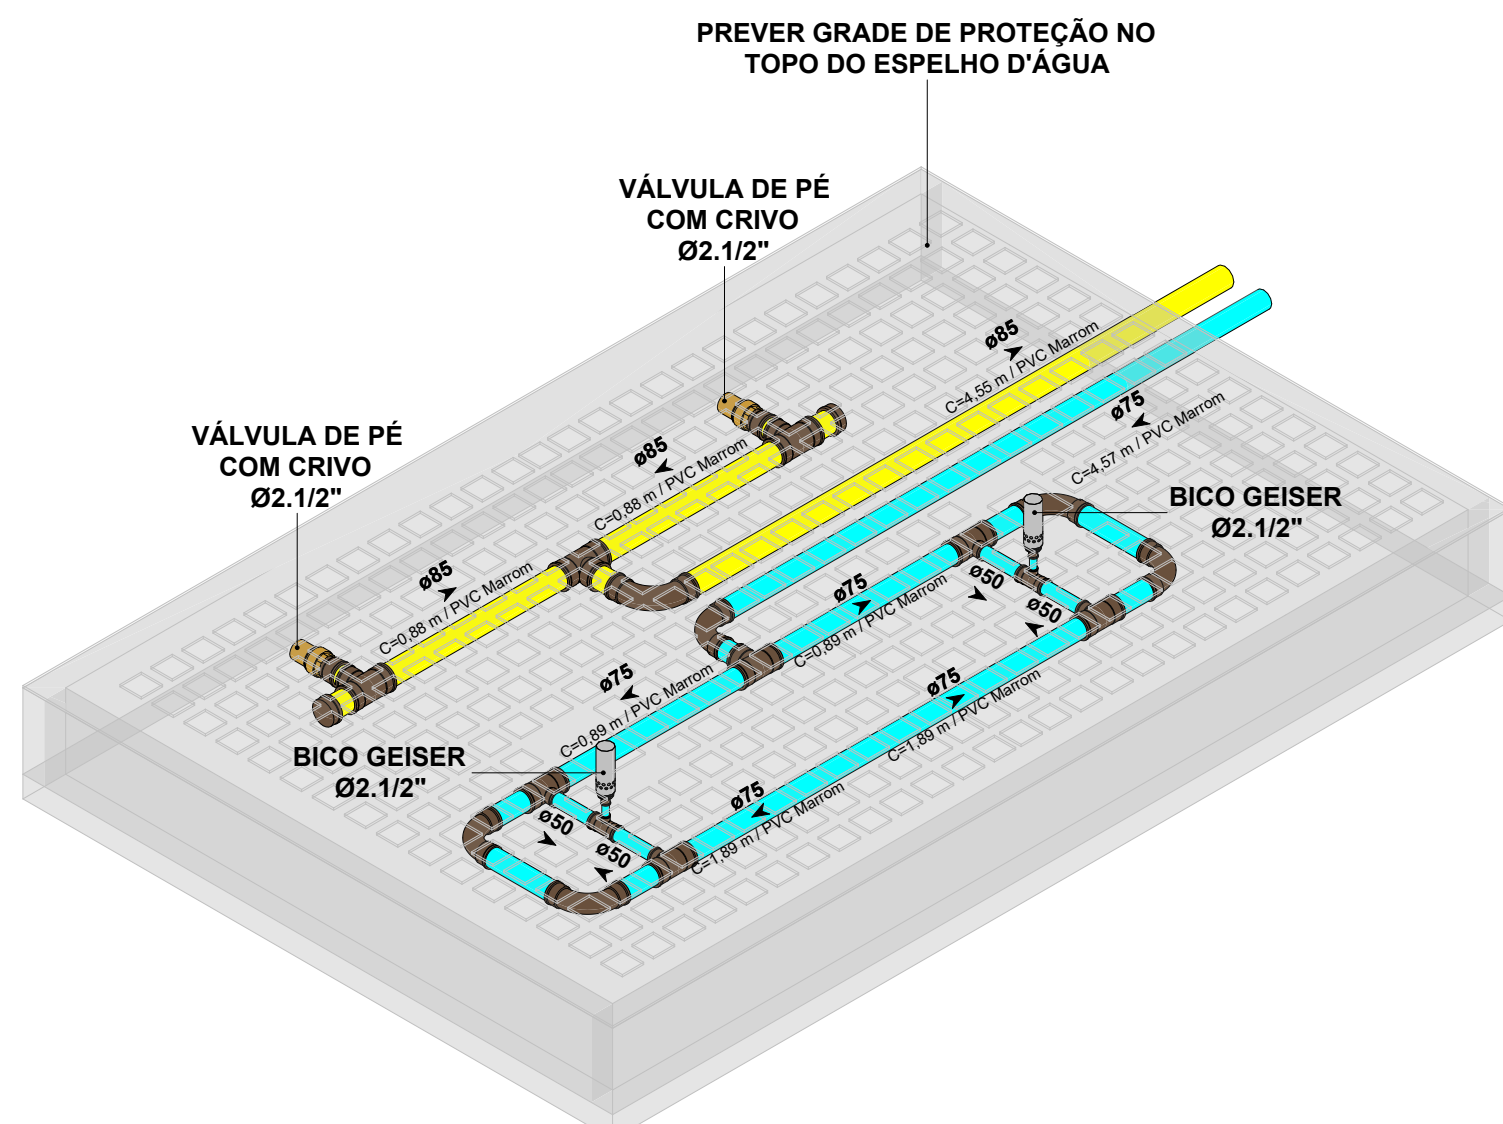 PREVER GRADE DE PROTEÇÃO NO
TOPO DO ESPELHO D'ÁGUA
VÁLVULA DE PÉ
COM CRIVO
Ø2.1/2"
VÁLVULA DE PÉ
COM CRIVO
Ø2.1/2"
ø85
C=4,55 m / PVC Marrom
ø75
C=4,57 m / PVC Marrom
ø85
C=0,88 m / PVC Marrom
ø85
C=0,88 m / PVC Marrom
BICO GEISER
Ø2.1/2"
ø50
ø50
ø75
C=0,89 m / PVC Marrom
ø75
C=0,89 m / PVC Marrom
ø75
C=1,89 m / PVC Marrom
BICO GEISER
Ø2.1/2"
ø75
C=1,89 m / PVC Marrom
ø50
ø50